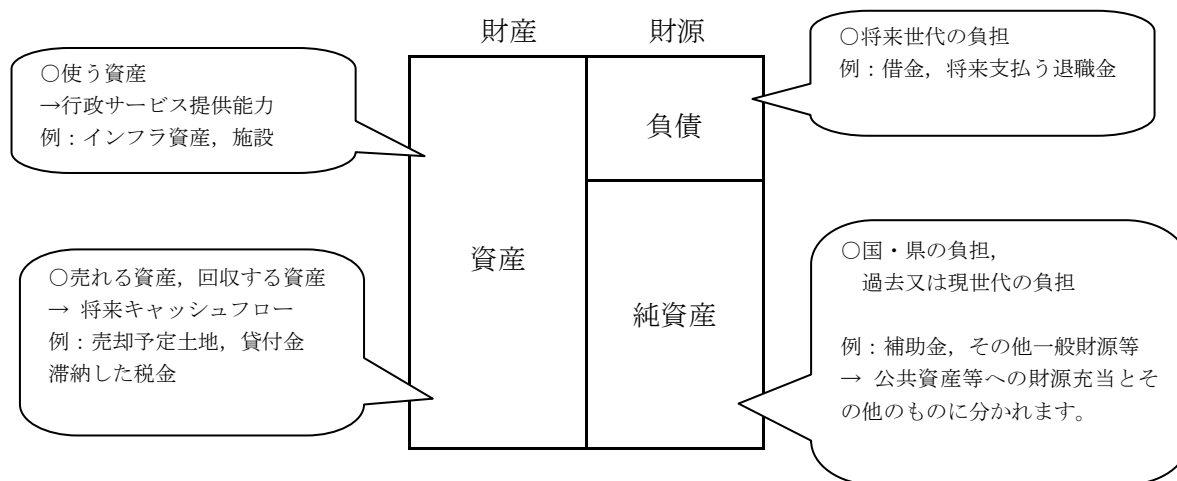 財産
財源
○使う資産
→行政サービス提供能力
例：インフラ資産，施設
○売れる資産，回収する資産
→ 将来キャッシュフロー
例：売却予定土地，貸付金
滞納した税金
資産
負債
純資産
○将来世代の負担
例：借金，将来支払う退職金
○国・県の負担，
過去又は現世代の負担
例：補助金，その他一般財源等
→ 公共資産等への財源充当とそ
の他のものに分かれます。